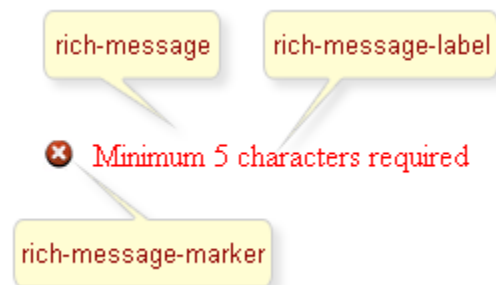 rich-message
rich-message-label
Minimum 5 characters required
rich-message-marker